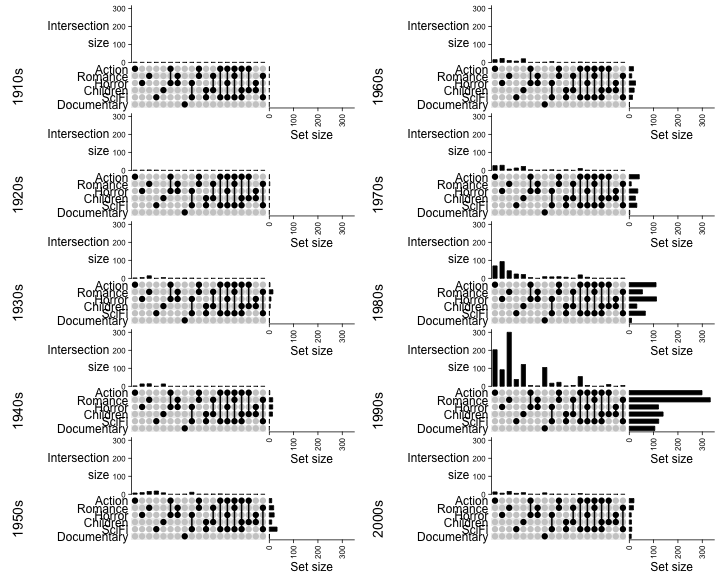 1910s
Intersection
size
300
200
100
0
Action
Romance
Horror
Children
SciFI
Documentary
0
100
200
300
Set size
1920s
Intersection
size
300
200
100
0
Action
Romance
Horror
Children
SciFI
Documentary
0
100
200
300
Set size
1930s
Intersection
size
300
200
100
0
Action
Romance
Horror
Children
SciFI
Documentary
0
100
200
300
Set size
1940s
Intersection
size
300
200
100
0
Action
Romance
Horror
Children
SciFI
Documentary
0
100
200
300
Set size
1950s
Intersection
size
300
200
100
0
Action
Romance
Horror
Children
SciFI
Documentary
0
100
200
300
Set size
1960s
Intersection
size
300
200
100
0
Action
Romance
Horror
Children
SciFI
Documentary
0
100
200
300
Set size
1970s
Intersection
size
300
200
100
0
Action
Romance
Horror
Children
SciFI
Documentary
0
100
200
300
Set size
1980s
Intersection
size
300
200
100
0
Action
Romance
Horror
Children
SciFI
Documentary
0
100
200
300
Set size
1990s
Intersection
size
300
200
100
0
Action
Romance
Horror
Children
SciFI
Documentary
0
100
200
300
Set size
2000s
Intersection
size
300
200
100
0
Action
Romance
Horror
Children
SciFI
Documentary
0
100
200
300
Set size